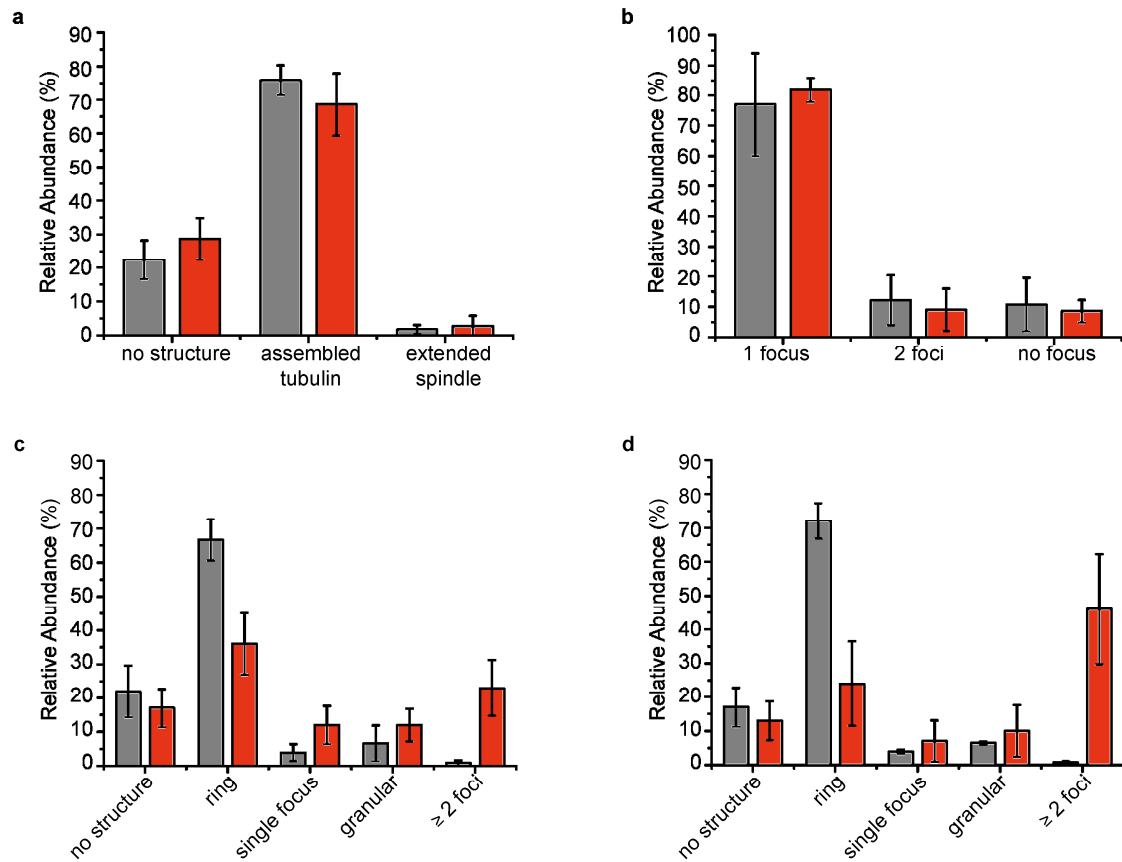 a
Relative Abundance (%)
90
80
70
60
50
40
30
20
10
0
no structure
assembled
tubulin
extended
spindle
b
Relative Abundance (%)
100
90
80
70
60
50
40
30
20
10
0
1 focus
2 foci
no focus
c
Relative Abundance (%)
90
80
70
60
50
40
30
20
10
0
no structure
ring
single focus
granular
≥ 2 foci
d
Relative Abundance (%)
90
80
70
60
50
40
30
20
10
0
no structure
ring
single focus
granular
≥ 2 foci